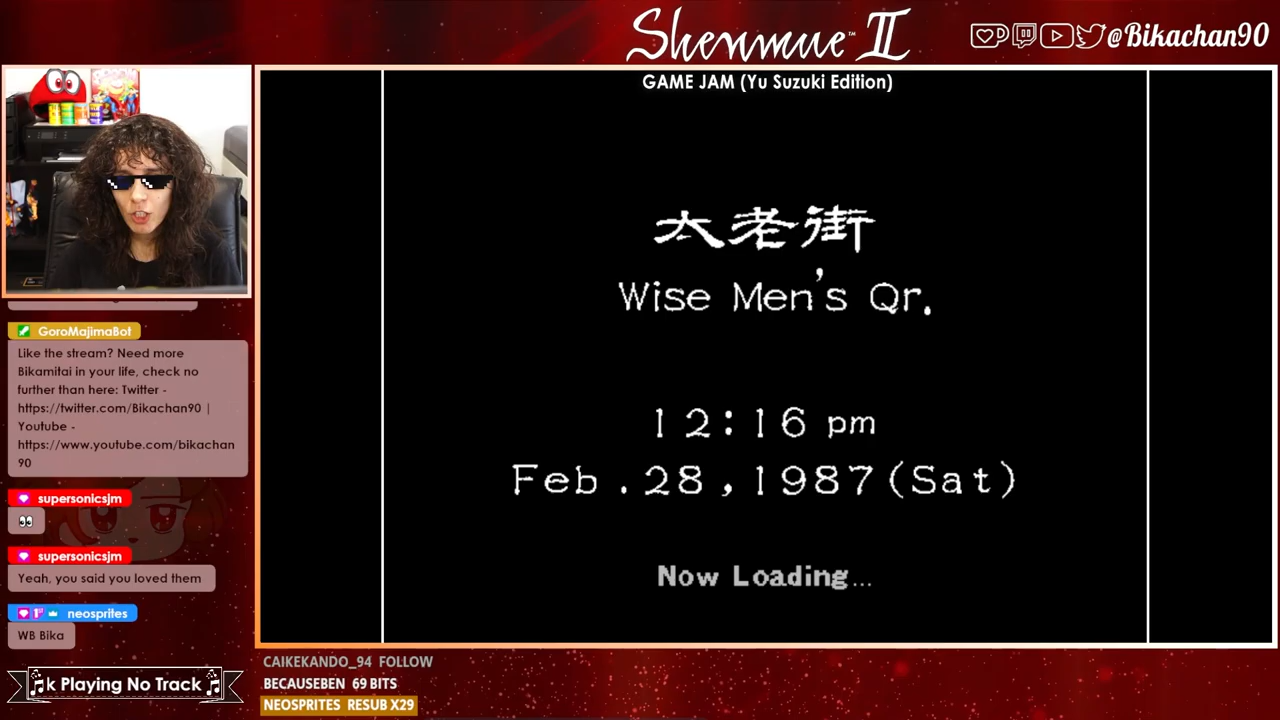 Shenmue™ II
@Bikachan90
GAME JAM (Yu Suzuki Edition)
太老街
Wise Men's Qr.
12:16 pm
Feb.28,1987(Sat)
Now Loading...
GoroMajimaBot
Like the stream? Need more
Bikamitai in your life, check no
further than here: Twitter -
https://twitter.com/Bikachan90 |
Youtube -
https://www.youtube.com/bikachan
90
supersonicsjm
👀
supersonicsjm
Yeah, you said you loved them
neosprites
WB Bika
k Playing No Track
CAIKEKANDO_94 FOLLOW
BECAUSEBEN 69 BITS
NEOSPRITES RESUB X29